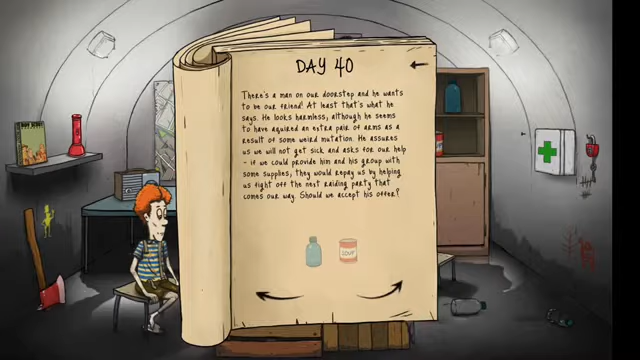 DAY 40
There's a man on our doorstep and he wants
to be our friend! At least that's what he
says. He looks harmless, although he seems
to have aquired an extra pair of arms as a
result of some weird mutation. He assures
us we will not get sick and asks for our help
- if we could provide him and his group with
some supplies, they would repay us by helping
us fight off the next raiding party that
comes our way. Should we accept his offer?
SOUP